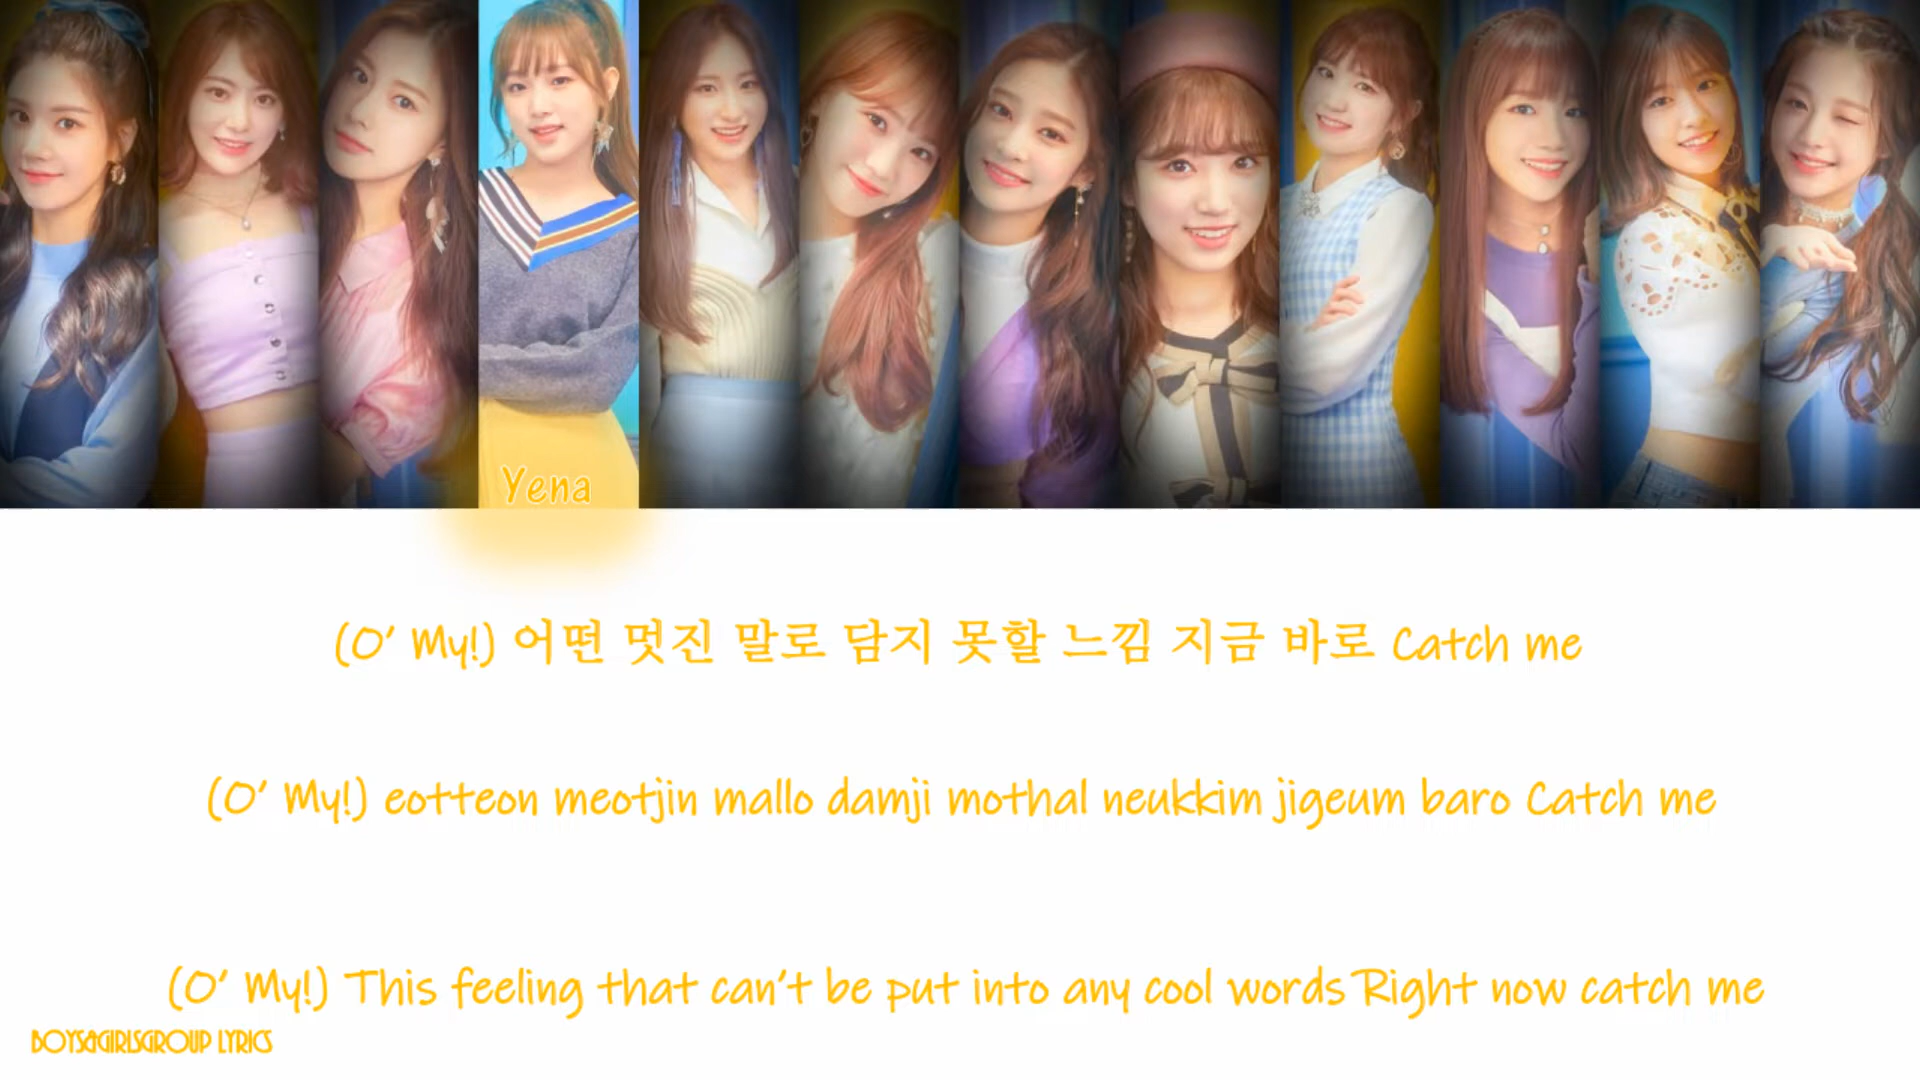 Yena
(O' My!) 어떤 멋진 말로 담지 못할 느낌 지금 바로 Catch me
(O' My!) eotteon meotjin mallo damji mothal neukkim jigeum baro Catch me
(O' My!) This feeling that can't be put into any cool words Right now catch me
BOYS&GIRLSGROUP LYRICS